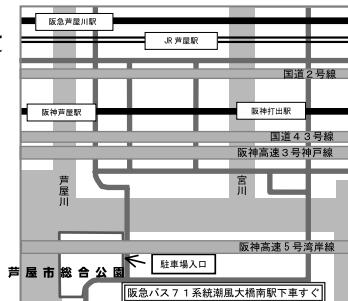 阪急芦屋川駅
JR 芦屋駅
国道２号線
阪神芦屋駅
阪神打出駅
国道４３号線
阪神高速３号神戸線
芦屋川
宮川
阪神高速５号湾岸線
芦屋市総合公園
駐車場入口
阪急バス７１系統潮風大橋南駅下車すぐ